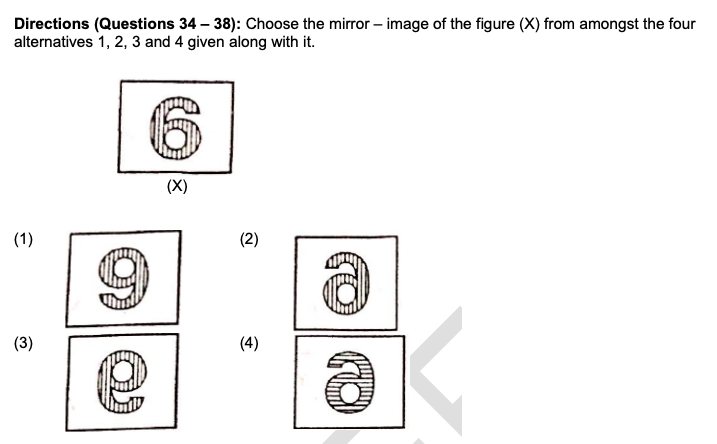 Directions (Questions 34 – 38): Choose the mirror – image of the figure (X) from amongst the four
alternatives 1, 2, 3 and 4 given along with it.
6
(X)
(1)
(2)
(3)
(4)